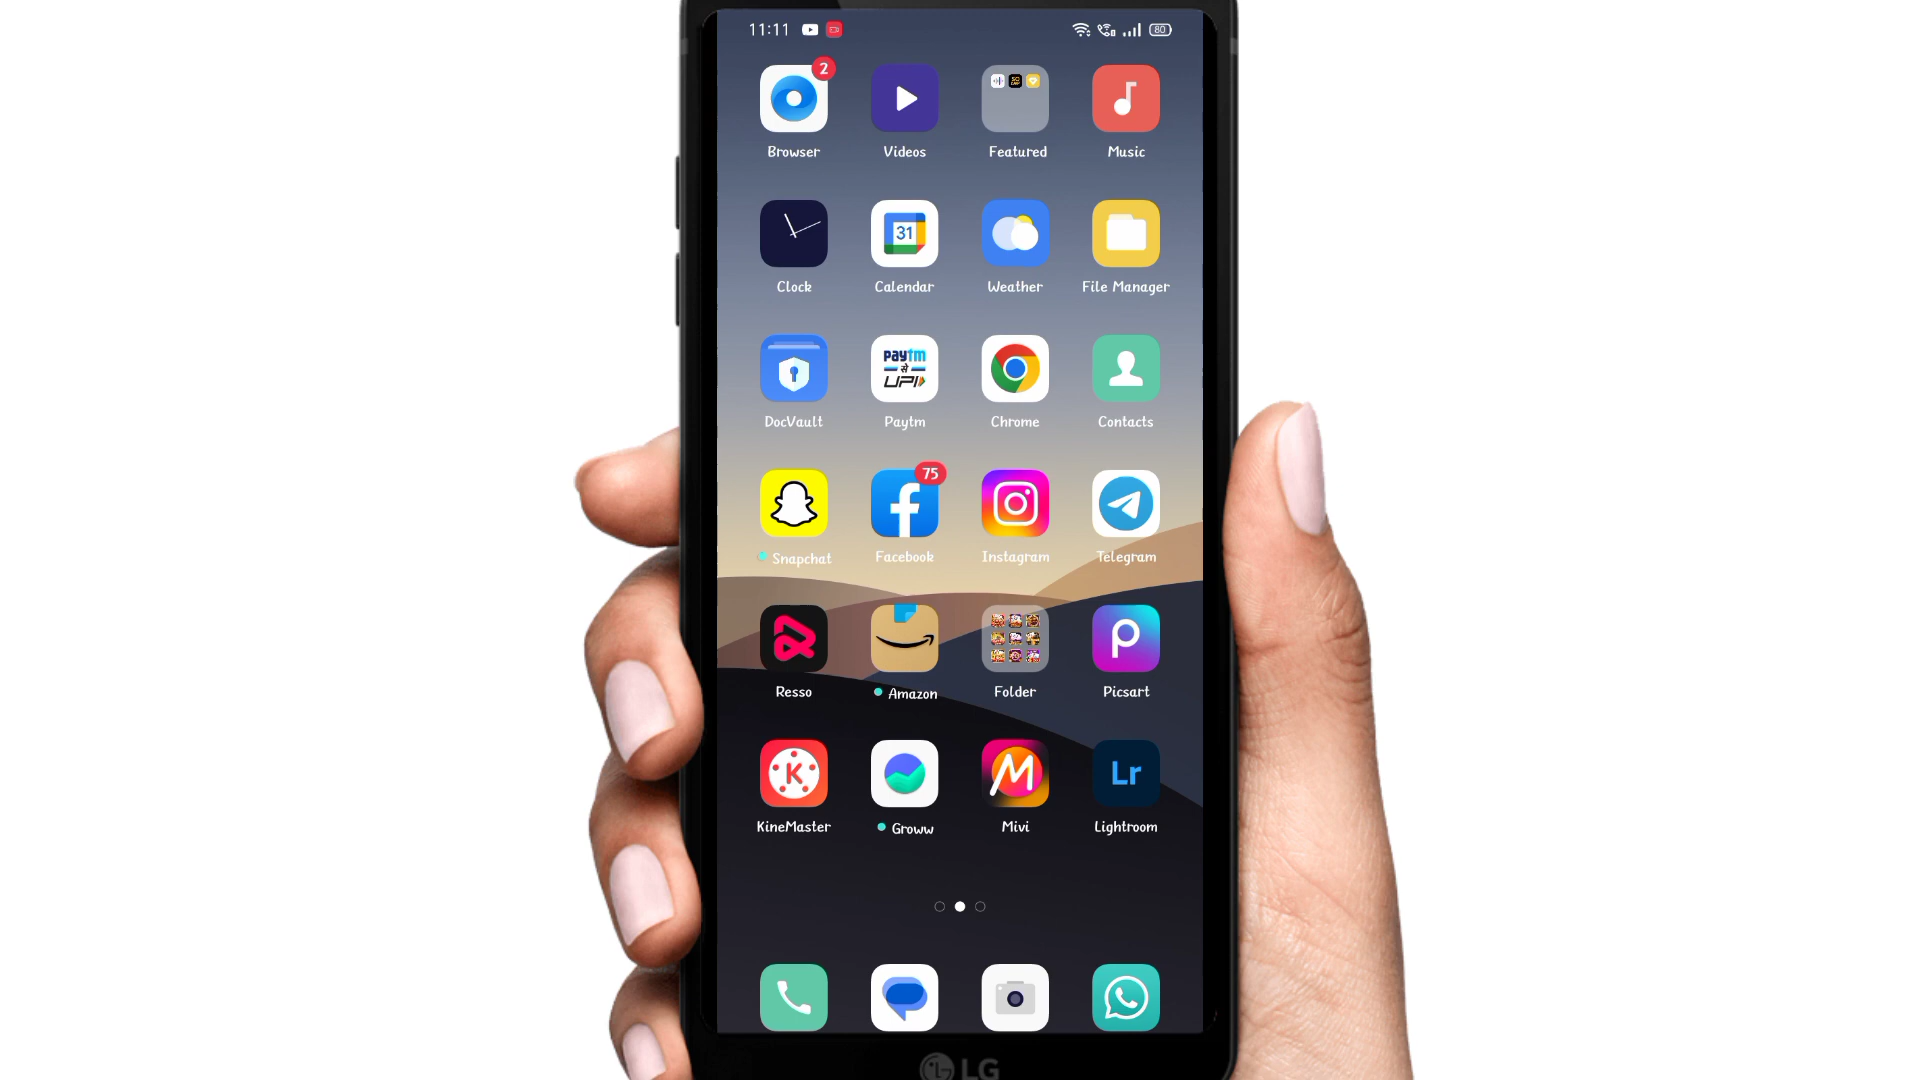 11:11
80
2
Browser
Videos
Featured
Music
31
Clock
Calendar
Weather
File Manager
paytm
से
UPI
DocVault
Paytm
Chrome
Contacts
75
Snapchat
Facebook
Instagram
Telegram
Resso
Amazon
Folder
Picsart
K
M
Lr
KineMaster
Groww
Mivi
Lightroom
LG